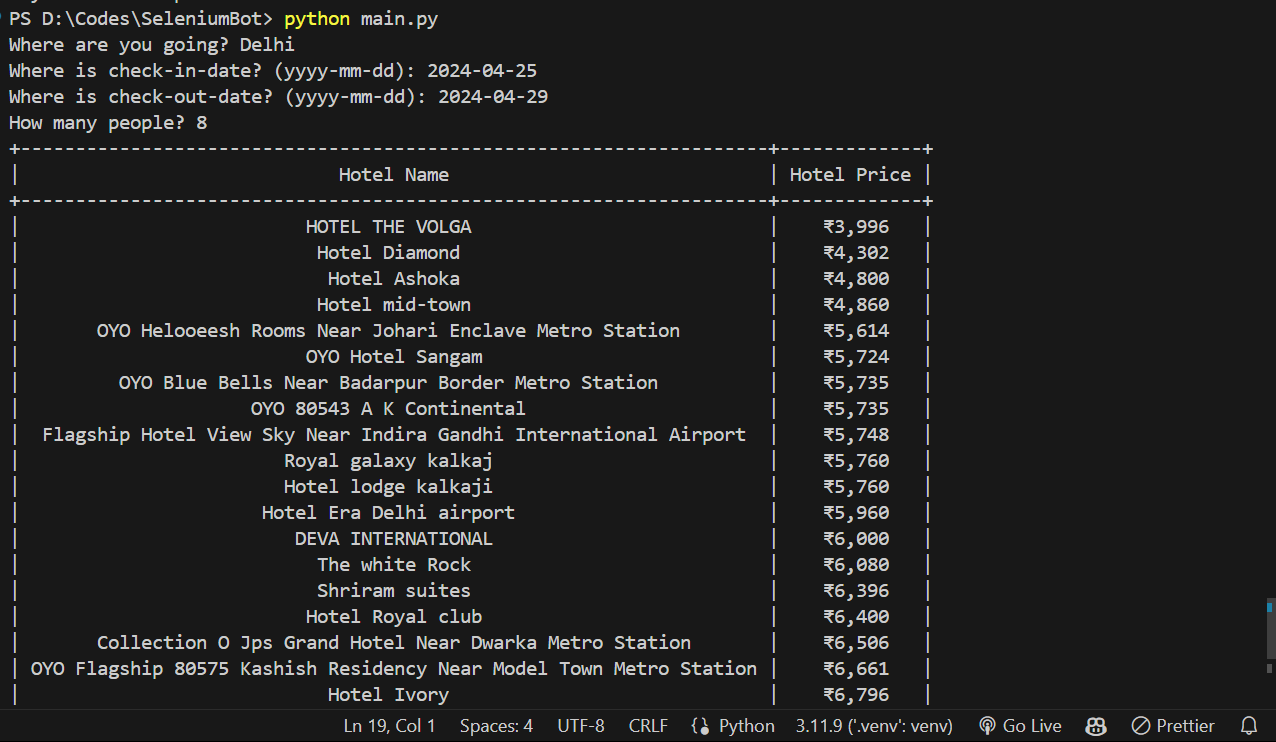 PS D:\Codes\SeleniumBot> python main.py
Where are you going? Delhi
Where is check-in-date? (yyyy-mm-dd): 2024-04-25
Where is check-out-date? (yyyy-mm-dd): 2024-04-29
How many people? 8
+--------------------------------------------------------------------+-------------+
| Hotel Name | Hotel Price |
+--------------------------------------------------------------------+-------------+
| HOTEL THE VOLGA | ₹3,996 |
| Hotel Diamond | ₹4,302 |
| Hotel Ashoka | ₹4,800 |
| Hotel mid-town | ₹4,860 |
| OYO Helooeesh Rooms Near Johari Enclave Metro Station | ₹5,614 |
| OYO Hotel Sangam | ₹5,724 |
| OYO Blue Bells Near Badarpur Border Metro Station | ₹5,735 |
| OYO 80543 A K Continental | ₹5,735 |
| Flagship Hotel View Sky Near Indira Gandhi International Airport | ₹5,748 |
| Royal galaxy kalkaj | ₹5,760 |
| Hotel lodge kalkaji | ₹5,760 |
| Hotel Era Delhi airport | ₹5,960 |
| DEVA INTERNATIONAL | ₹6,000 |
| The white Rock | ₹6,080 |
| Shriram suites | ₹6,396 |
| Hotel Royal club | ₹6,400 |
| Collection O Jps Grand Hotel Near Dwarka Metro Station | ₹6,506 |
| OYO Flagship 80575 Kashish Residency Near Model Town Metro Station | ₹6,661 |
| Hotel Ivory | ₹6,796 |
Ln 19, Col 1 Spaces: 4 UTF-8 CRLF Python 3.11.9 ('.venv': venv) Go Live Prettier